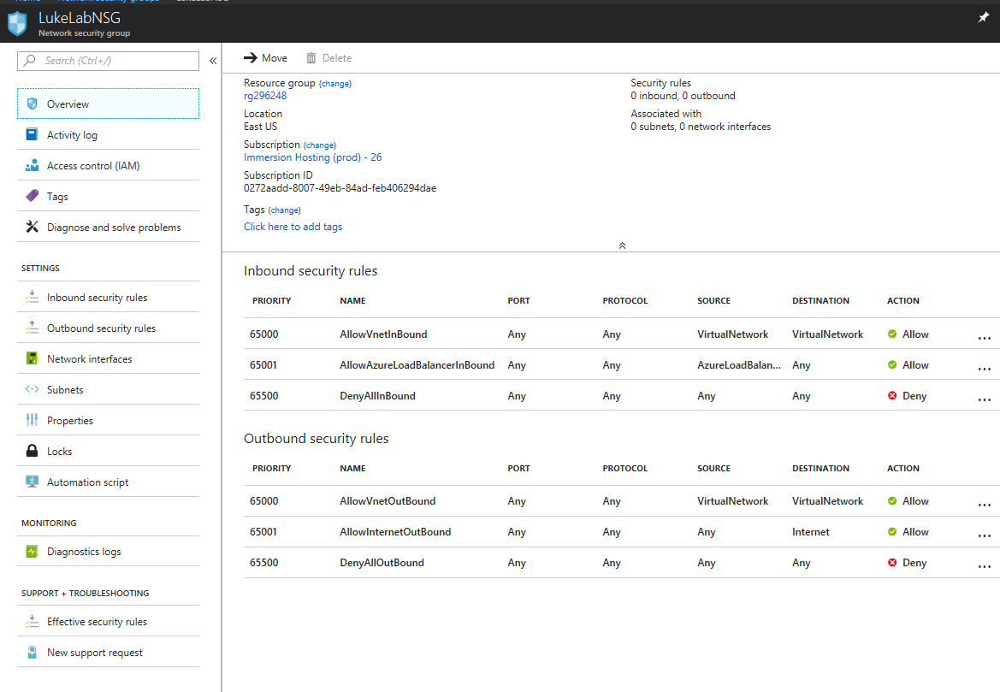 LukeLabNSG
Network security group
Search (Ctrl+/)
«
Overview
Activity log
Access control (IAM)
Tags
Diagnose and solve problems
SETTINGS
Inbound security rules
Outbound security rules
Network interfaces
Subnets
Properties
Locks
Automation script
MONITORING
Diagnostics logs
SUPPORT + TROUBLESHOOTING
Effective security rules
New support request
Move Delete
Resource group (change)
rg296248
Location
East US
Subscription (change)
Immersion Hosting (prod) - 26
Subscription ID
0272aadd-8007-49eb-84ad-feb406294dae
Tags (change)
Click here to add tags
Security rules
0 inbound, 0 outbound
Associated with
0 subnets, 0 network interfaces
Inbound security rules
PRIORITY NAME PORT PROTOCOL SOURCE DESTINATION ACTION
65000 AllowVnetInBound Any Any VirtualNetwork VirtualNetwork Allow ...
65001 AllowAzureLoadBalancerInBound Any Any AzureLoadBalan... Any Allow ...
65500 DenyAllInBound Any Any Any Any Deny ...
Outbound security rules
PRIORITY NAME PORT PROTOCOL SOURCE DESTINATION ACTION
65000 AllowVnetOutBound Any Any VirtualNetwork VirtualNetwork Allow ...
65001 AllowInternetOutBound Any Any Any Internet Allow ...
65500 DenyAllOutBound Any Any Any Any Deny ...